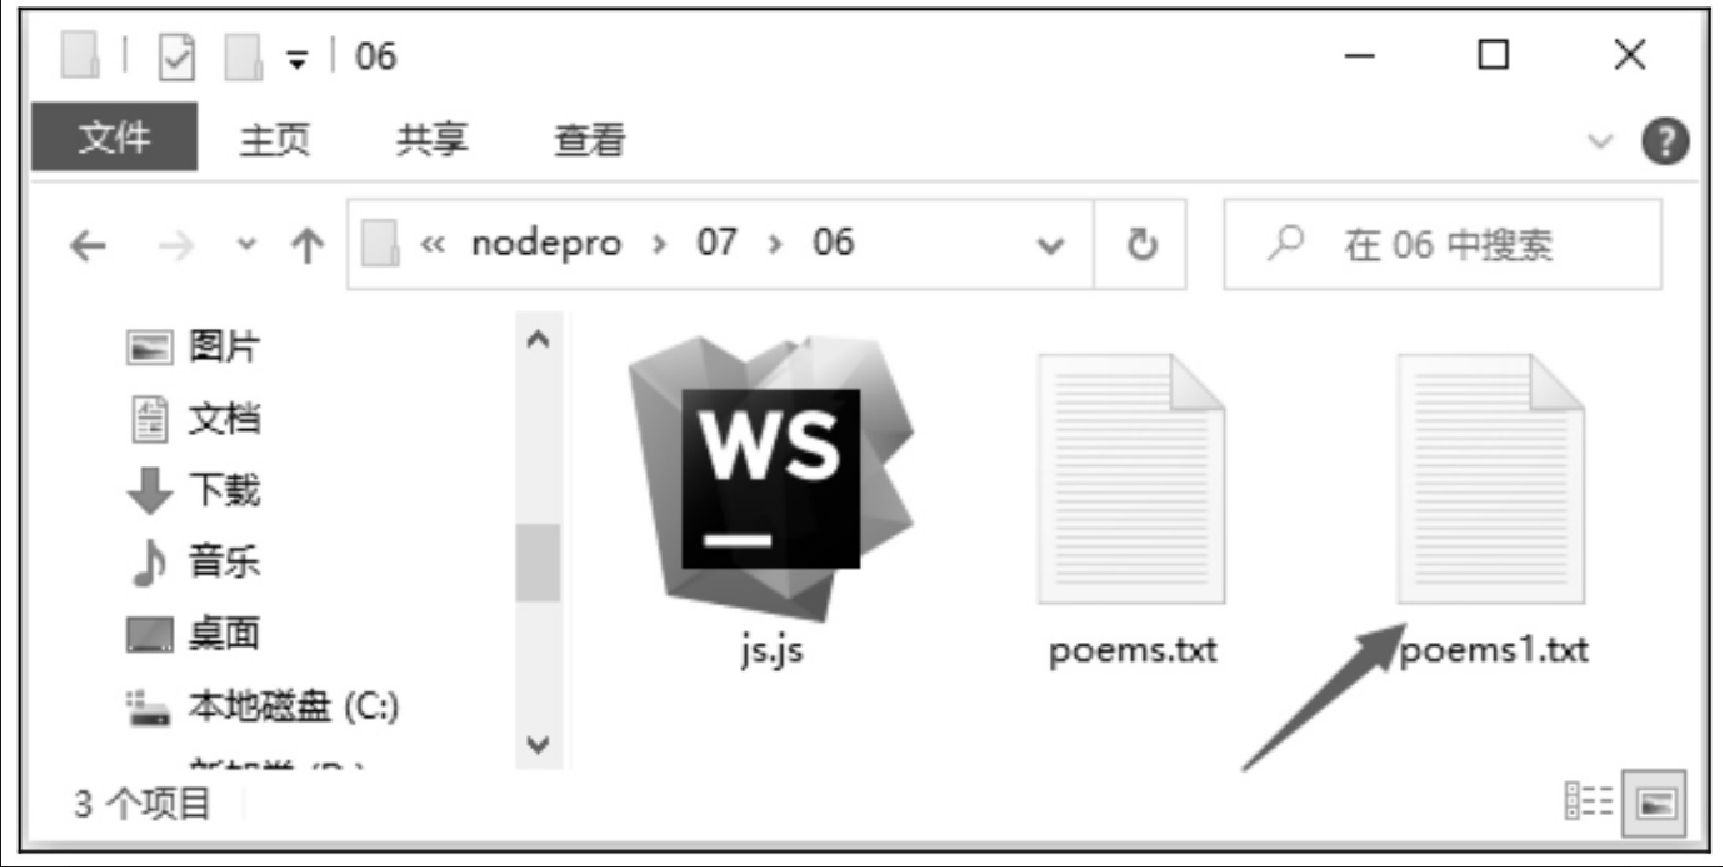 06
文件 主页 共享 查看 ?
« nodepro › 07 › 06
在 06 中搜索
图片
文档
下载
音乐
桌面
本地磁盘 (C:)
WS
js.js
poems.txt
poems1.txt
3 个项目